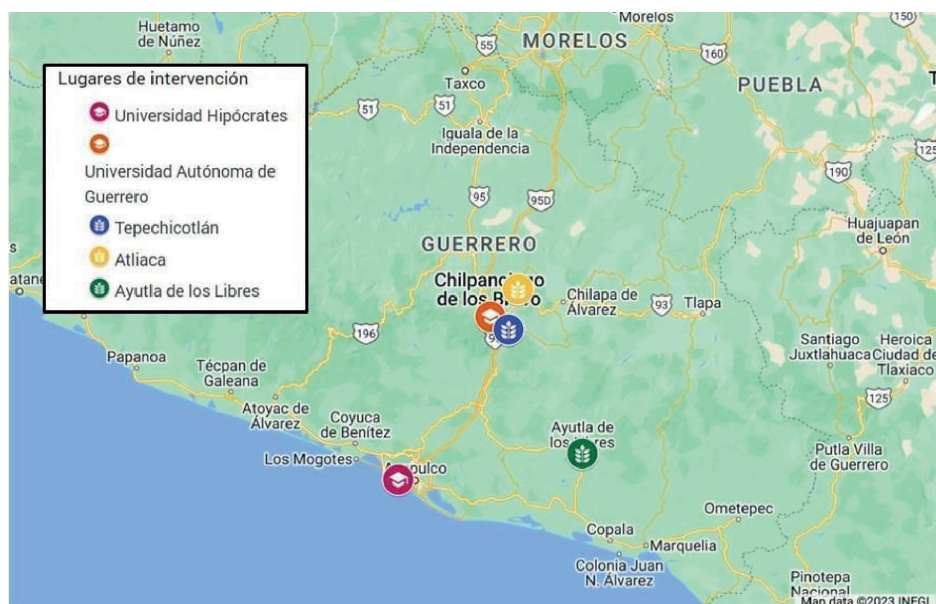 Huetamo
de Núñez
Morelos
MORELOS
55
160
150
Taxco
PUEBLA
Lugares de intervención
Universidad Hipócrates
Universidad Autónoma de
Guerrero
Tepechicotlán
Atliaca
Ayutla de los Libres
51
51
Iguala de la
Independencia
125
190
95
95D
Huajuapan
de León
GUERRERO
Chilpancingo
de los Bravo
Chilapa de
Álvarez
93
Tlapa
196
Papanoa
Técpan de
Galeana
Atoyac de
Álvarez
Coyuca
de Benítez
Los Mogotes
Acapulco
Santiago
Juxtlahuaca
Heroica
Ciudad de
Tlaxiaco
125
Ayutla de
los Libres
Putla Villa
de Guerrero
Ometepec
Copala
Marquelia
Colonia Juan
N. Álvarez
Pinotepa
Nacional
Map data ©2023 INEGI